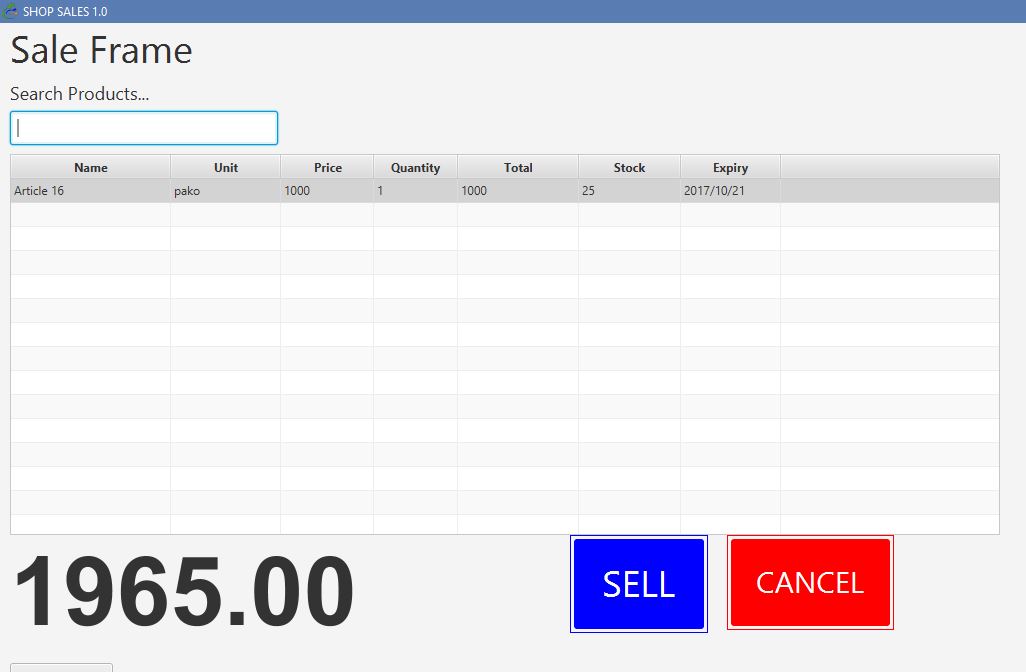 SHOP SALES 1.0
Sale Frame
Search Products...
Name Unit Price Quantity Total Stock Expiry
Article 16 pako 1000 1 1000 25 2017/10/21
1965.00 SELL CANCEL